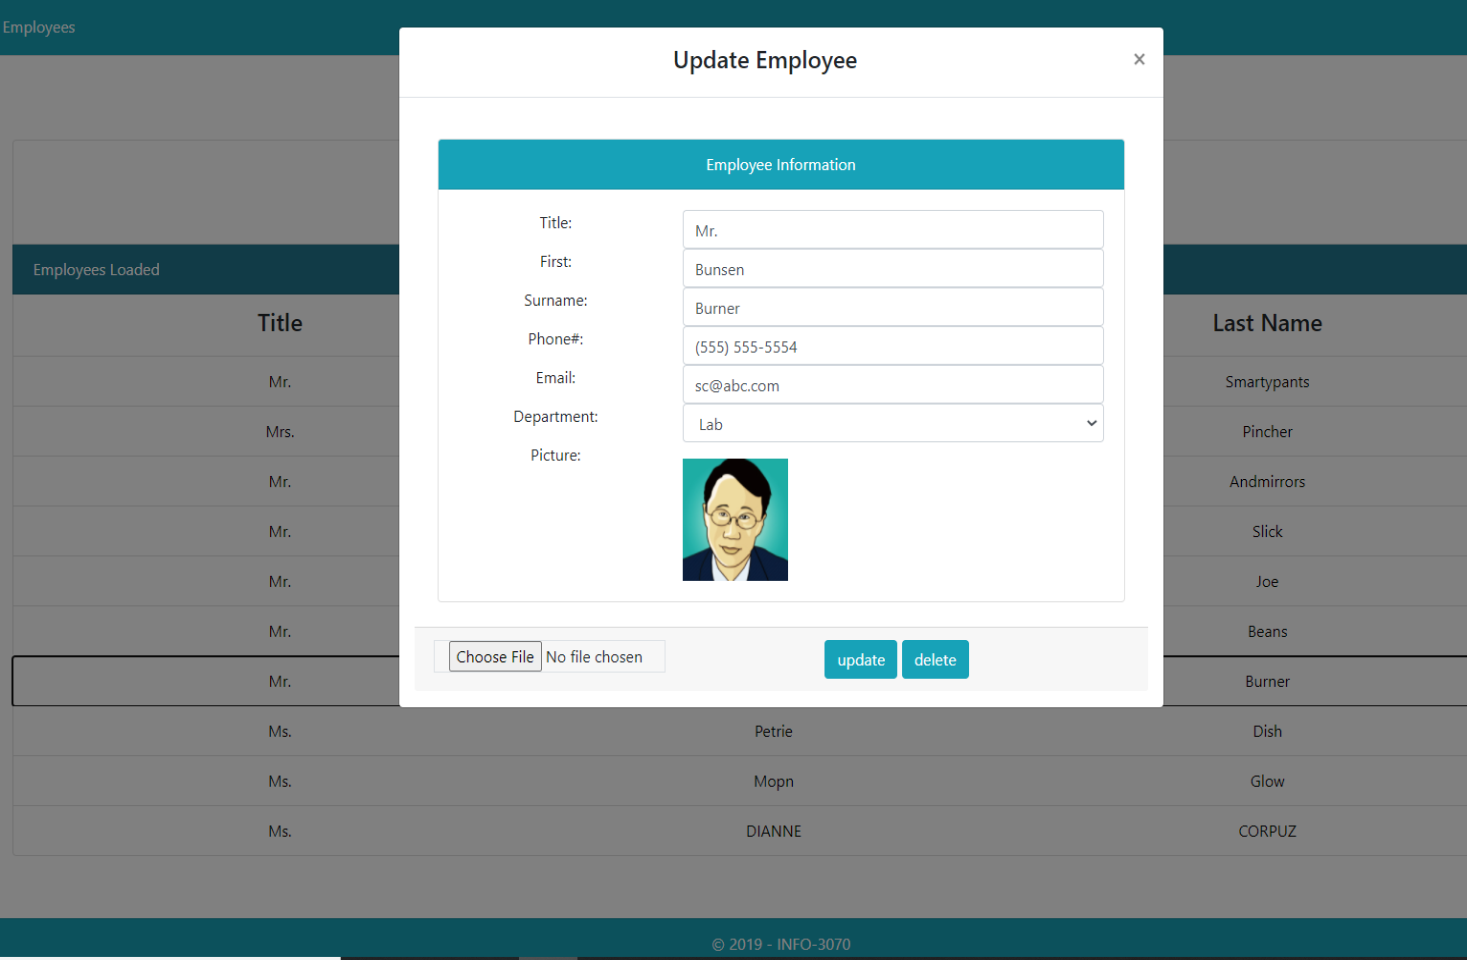 Employees
Update Employee ×
Employee Information
Title: Mr.
First: Bunsen
Surname: Burner
Phone#: (555) 555-5554
Email: sc@abc.com
Department: Lab
Picture:
Choose File No file chosen update delete
Employees Loaded
Title Last Name
Mr. Smartypants
Mrs. Pincher
Mr. Andmirrors
Mr. Slick
Mr. Joe
Mr. Beans
Mr. Burner
Ms. Petrie Dish
Ms. Mopn Glow
Ms. DIANNE CORPUZ
© 2019 - INFO-3070